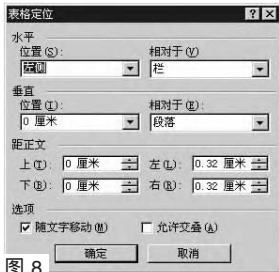 表格定位
水平
位置(S): 相对于(V)
左侧 栏
垂直
位置(I): 相对于(E):
0 厘米 段落
距正文
上(T): 0 厘米 左(L): 0.32 厘米
下(B): 0 厘米 右(R): 0.32 厘米
选项
随文字移动(M) 允许交叠(A)
确定 取消
图 8